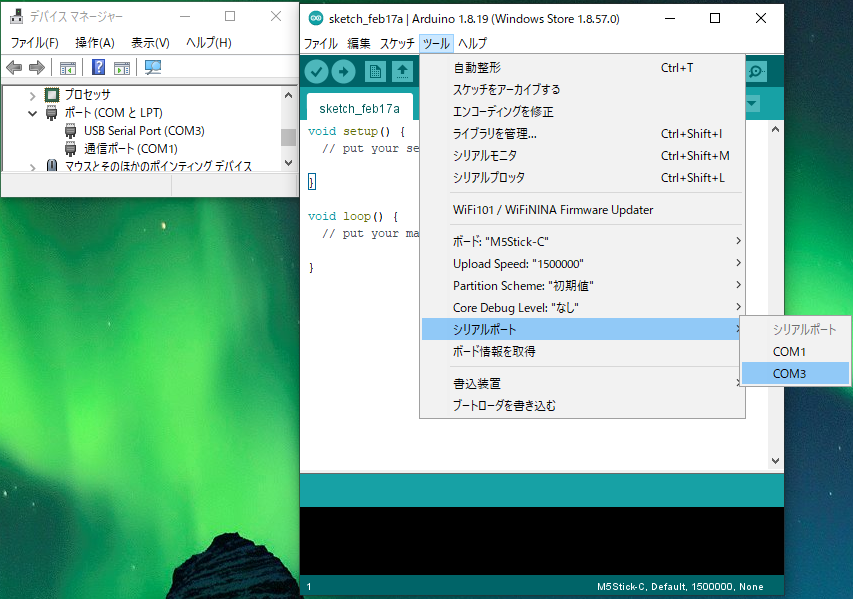 デバイス マネージャー
ファイル(F) 操作(A) 表示(V) ヘルプ(H)
プロセッサ
ポート (COM と LPT)
USB Serial Port (COM3)
通信ポート (COM1)
マウスとそのほかのポインティング デバイス
sketch_feb17a | Arduino 1.8.19 (Windows Store 1.8.57.0)
ファイル 編集 スケッチ ツール ヘルプ
sketch_feb17a
void setup() {
// put your se
}
void loop() {
// put your ma
}
自動整形 Ctrl+T
スケッチをアーカイブする
エンコーディングを修正
ライブラリを管理... Ctrl+Shift+I
シリアルモニタ Ctrl+Shift+M
シリアルプロッタ Ctrl+Shift+L
WiFi101 / WiFiNINA Firmware Updater
ボード: "M5Stick-C"
Upload Speed: "1500000"
Partition Scheme: "初期値"
Core Debug Level: "なし"
シリアルポート
ボード情報を取得
書込装置
ブートローダを書き込む
シリアルポート
COM1
COM3
1 M5Stick-C, Default, 1500000, None